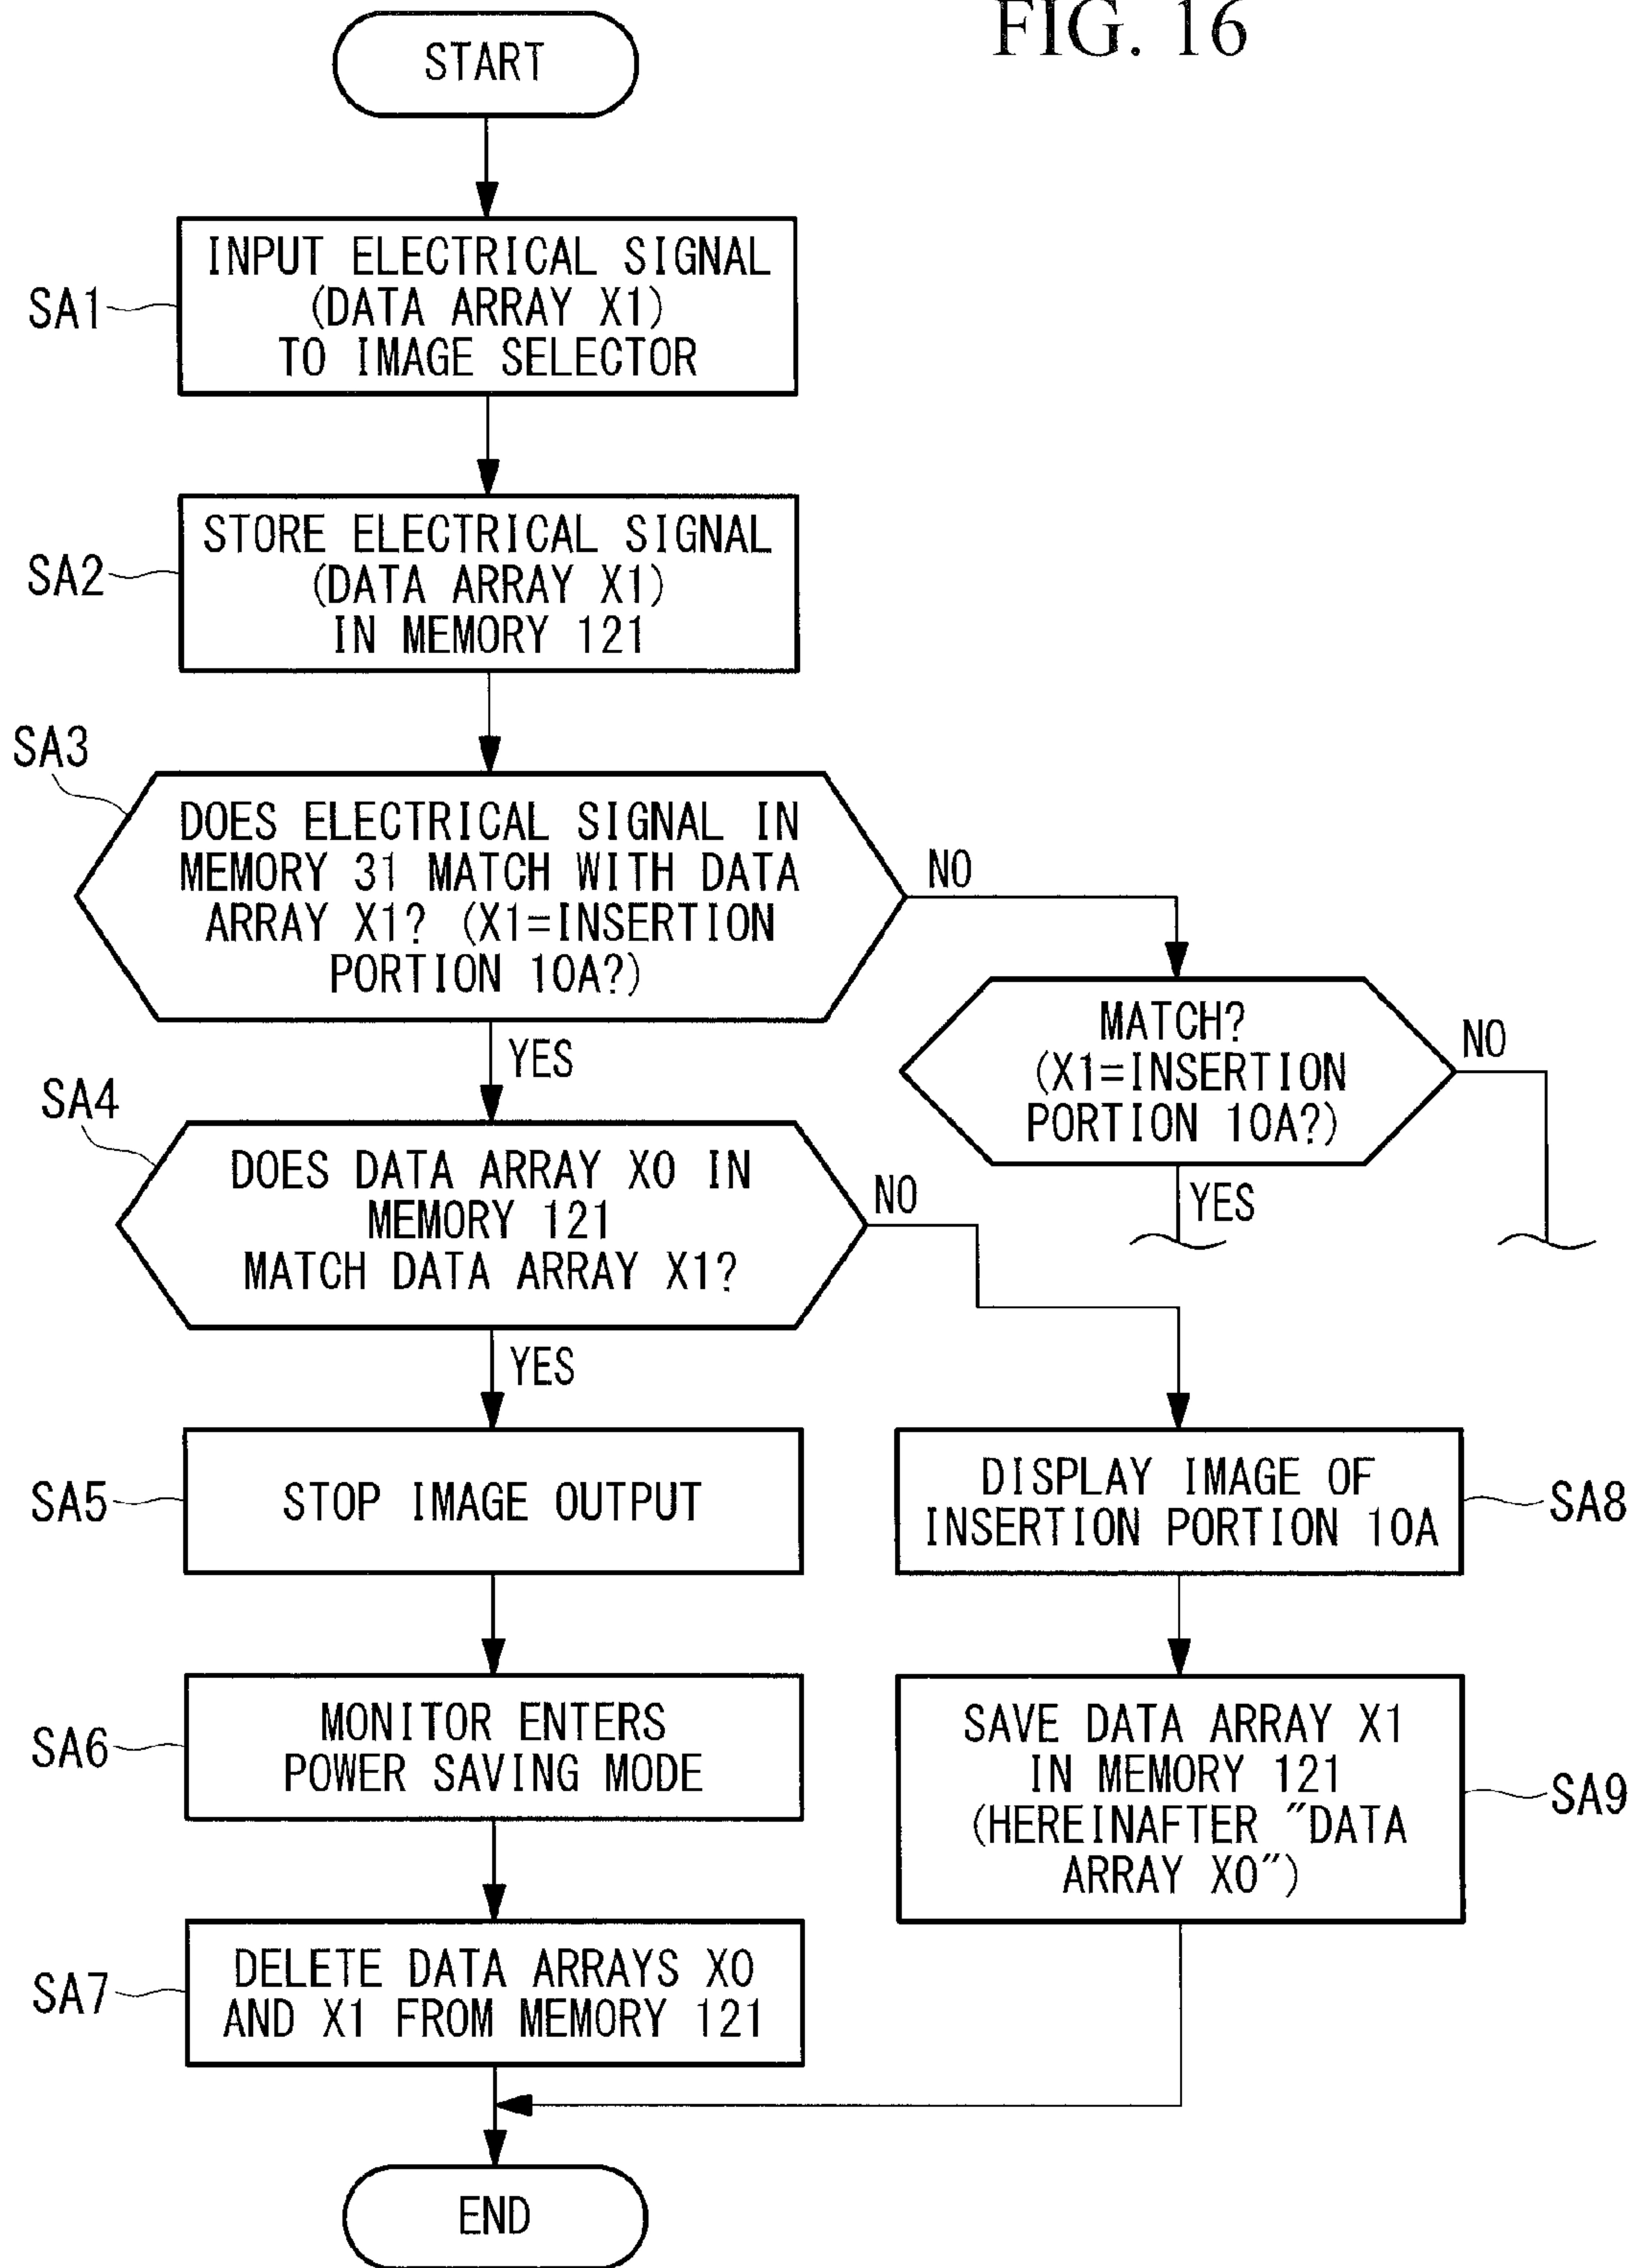 FIG. 16
START
SA1
INPUT ELECTRICAL SIGNAL
(DATA ARRAY X1)
TO IMAGE SELECTOR
SA2
STORE ELECTRICAL SIGNAL
(DATA ARRAY X1)
IN MEMORY 121
SA3
DOES ELECTRICAL SIGNAL IN
MEMORY 31 MATCH WITH DATA
ARRAY X1? (X1=INSERTION
PORTION 10A?)
NO
YES
MATCH?
(X1=INSERTION
PORTION 10A?)
NO
YES
SA4
DOES DATA ARRAY X0 IN
MEMORY 121
MATCH DATA ARRAY X1?
NO
YES
SA5
STOP IMAGE OUTPUT
DISPLAY IMAGE OF
INSERTION PORTION 10A
SA8
SA6
MONITOR ENTERS
POWER SAVING MODE
SAVE DATA ARRAY X1
IN MEMORY 121
(HEREINAFTER "DATA
ARRAY X0")
SA9
SA7
DELETE DATA ARRAYS X0
AND X1 FROM MEMORY 121
END